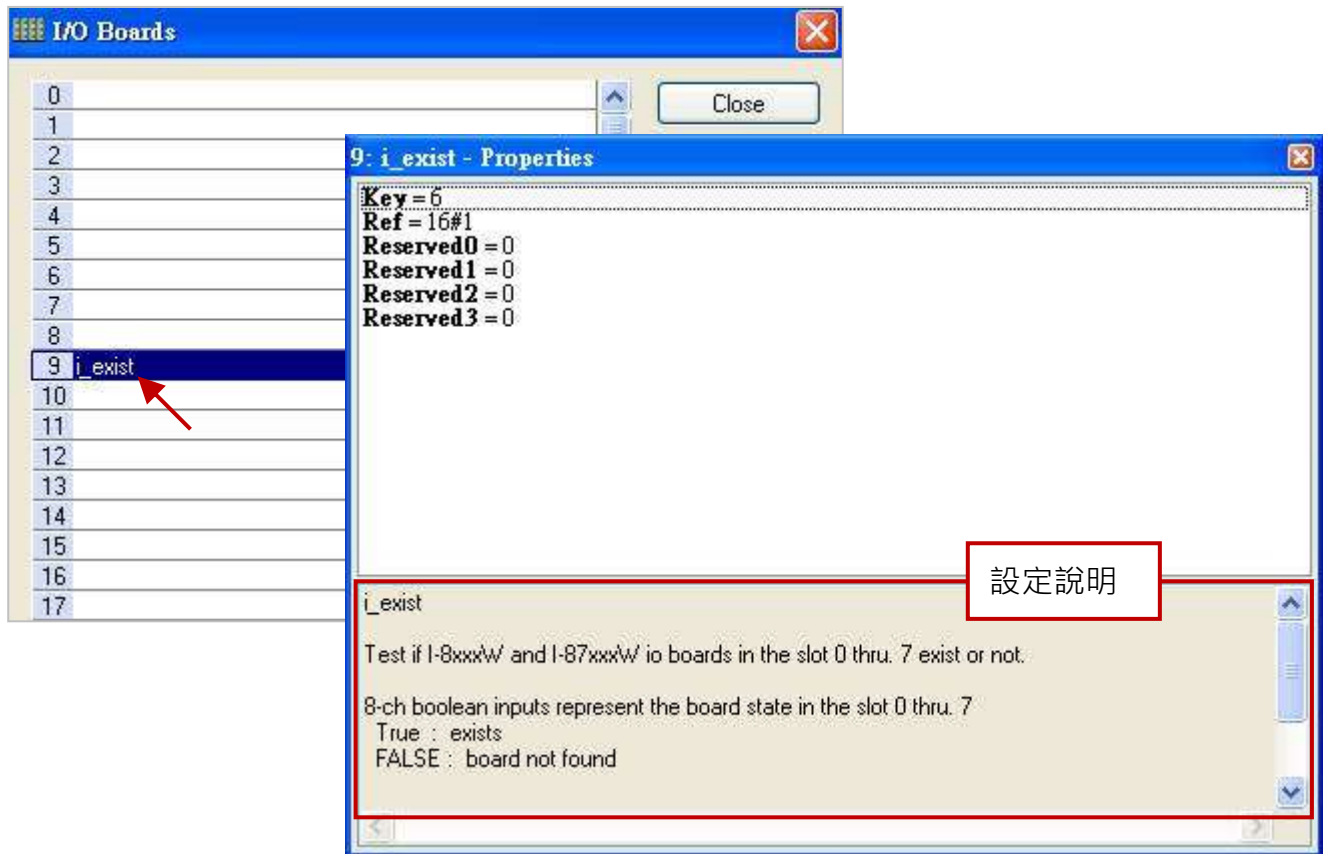 I/O Boards
Close
0
1
2
3
4
5
6
7
8
9 i_exist
10
11
12
13
14
15
16
17
9: i_exist - Properties
Key = 6
Ref = 16#1
Reserved0 = 0
Reserved1 = 0
Reserved2 = 0
Reserved3 = 0
設定說明
i_exist
Test if I-8xxxW and I-87xxxW io boards in the slot 0 thru. 7 exist or not.
8-ch boolean inputs represent the board state in the slot 0 thru. 7
True : exists
FALSE : board not found